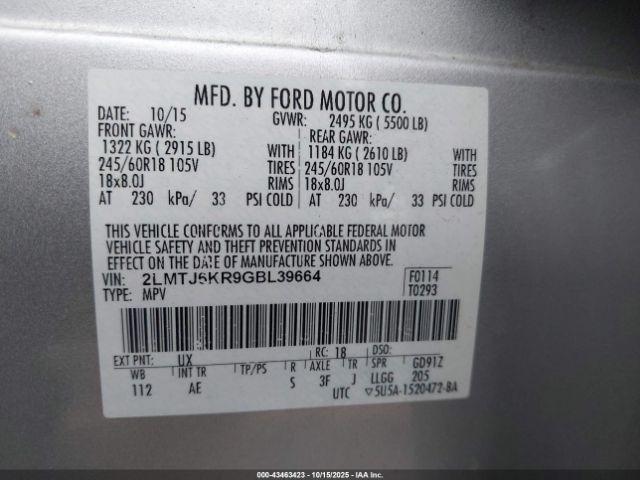 MFD. BY FORD MOTOR CO.
DATE: 10/15 GVWR: 2495 KG ( 5500 LB)
FRONT GAWR: REAR GAWR:
1322 KG ( 2915 LB) WITH 1184 KG ( 2610 LB) WITH
245/60R18 105V TIRES 245/60R18 105V TIRES
18x8.0J RIMS 18x8.0J RIMS
AT 230 kPa/ 33 PSI COLD AT 230 kPa/ 33 PSI COLD
THIS VEHICLE CONFORMS TO ALL APPLICABLE FEDERAL MOTOR
VEHICLE SAFETY AND THEFT PREVENTION STANDARDS IN
EFFECT ON THE DATE OF MANUFACTURE SHOWN ABOVE.
VIN: 2LMTJ6KR9GBL39664 F0114
TYPE: MPV T0293
EXT PNT: UX RC: 18 DSO:
WB INT TR TP/PS R AXLE TR SPR GD91Z
112 AE S 3F J LLGG 205
UTC ▽5U5A-1520472-BA
000-43463423 - 10/15/2025 - IAAI.COM